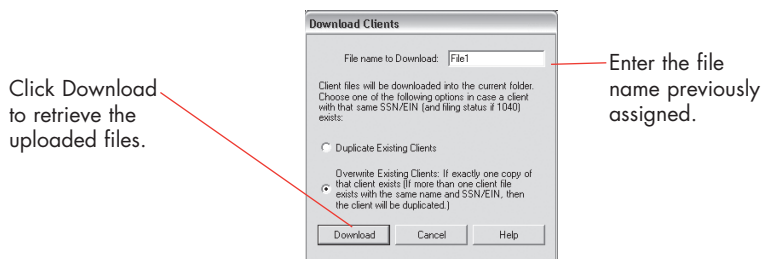 Download Clients
File name to Download: File1
Client files will be downloaded into the current folder.
Choose one of the following options in case a client
with that same SSN/EIN (and filing status if 1040)
exists:
Duplicate Existing Clients
Overwrite Existing Clients: If exactly one copy of
that client exists (If more than one client file
exists with the same name and SSN/EIN, then
the client will be duplicated.)
Download Cancel Help
Click Download
to retrieve the
uploaded files.
Enter the file
name previously
assigned.